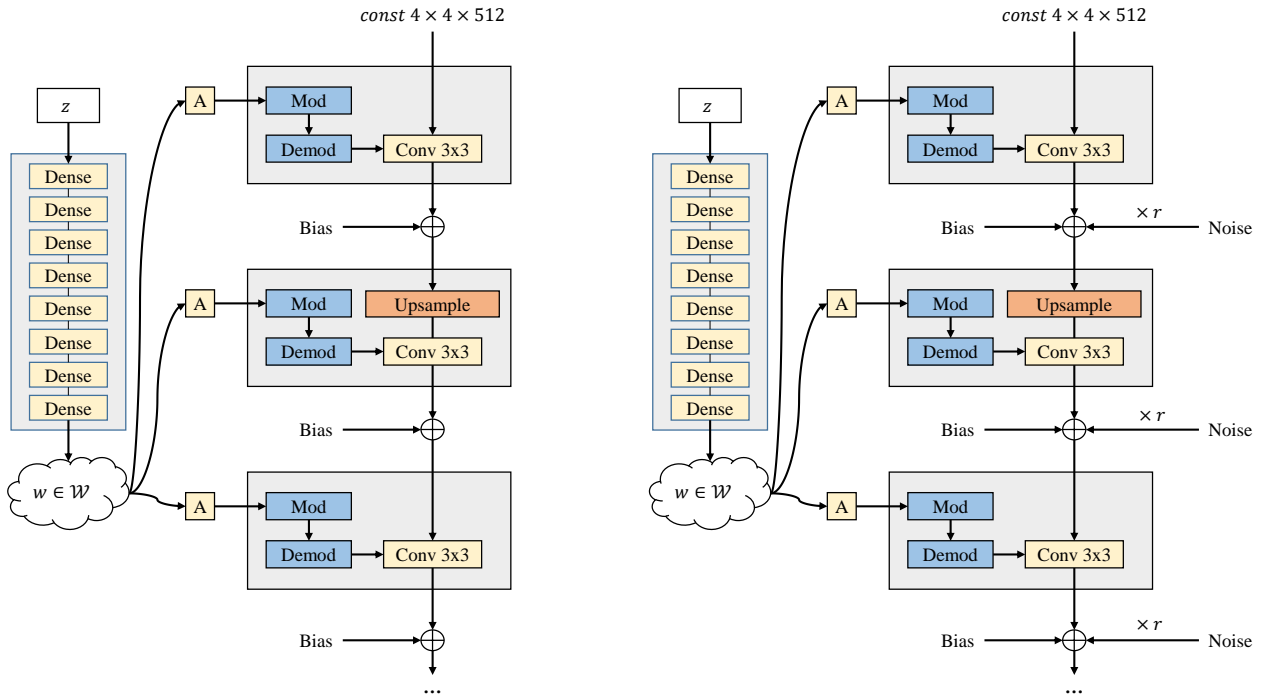 const 4 × 4 × 512
z
A
Mod
Demod
Conv 3x3
Dense
Dense
Dense
Dense
Dense
Dense
Dense
Dense
Bias
A
Mod
Upsample
Demod
Conv 3x3
Bias
w ∈ 𝒲
A
Mod
Demod
Conv 3x3
Bias
...
const 4 × 4 × 512
z
A
Mod
Demod
Conv 3x3
Dense
Dense
Dense
Dense
Dense
Dense
Dense
Dense
Bias
× r
Noise
A
Mod
Upsample
Demod
Conv 3x3
Bias
× r
Noise
w ∈ 𝒲
A
Mod
Demod
Conv 3x3
Bias
× r
Noise
...